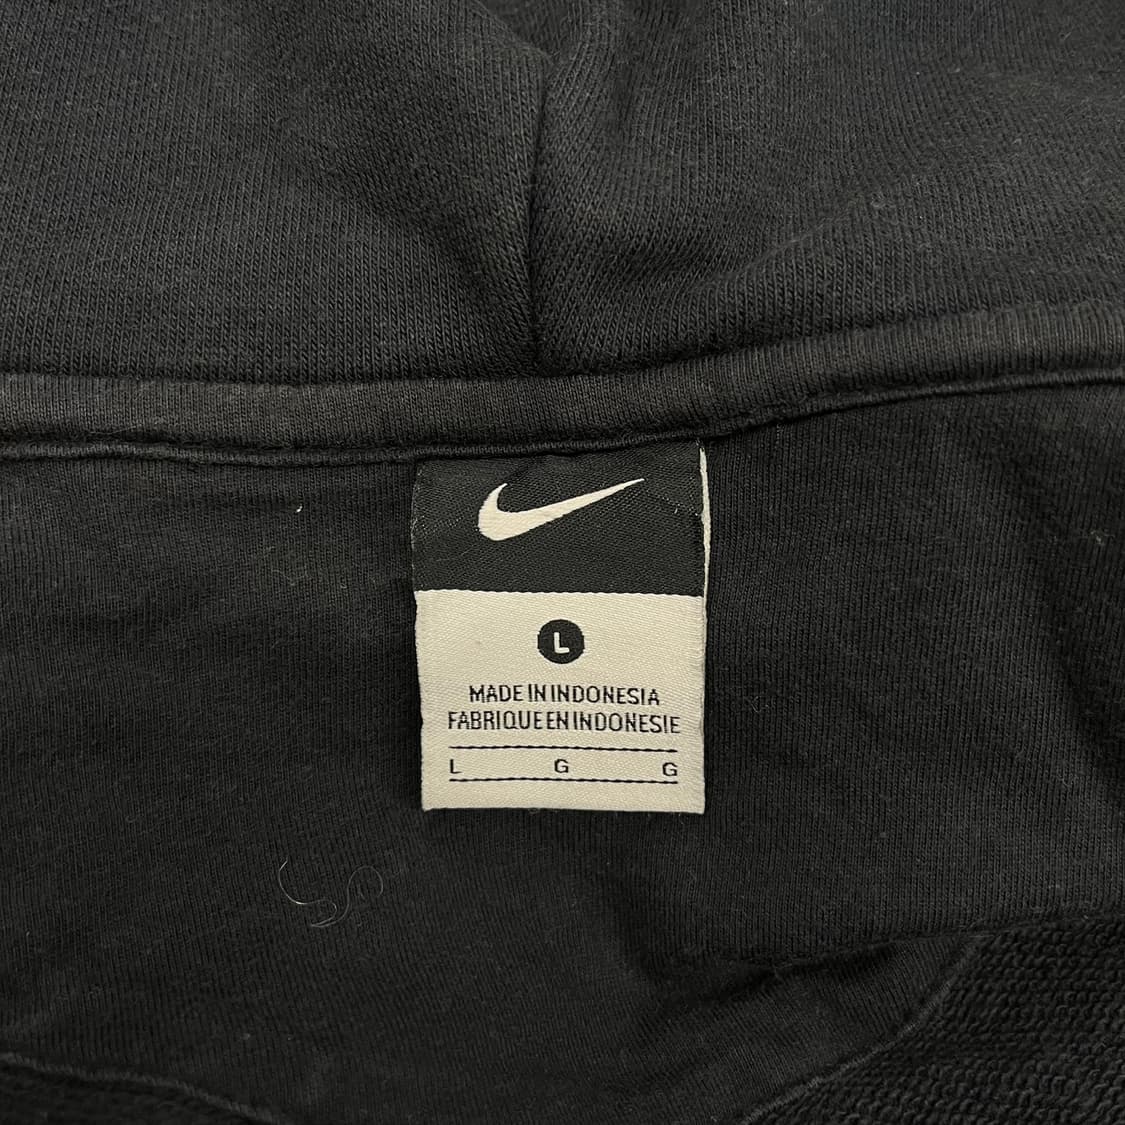 L
MADE IN INDONESIA
FABRIQUE EN INDONESIE
L G G